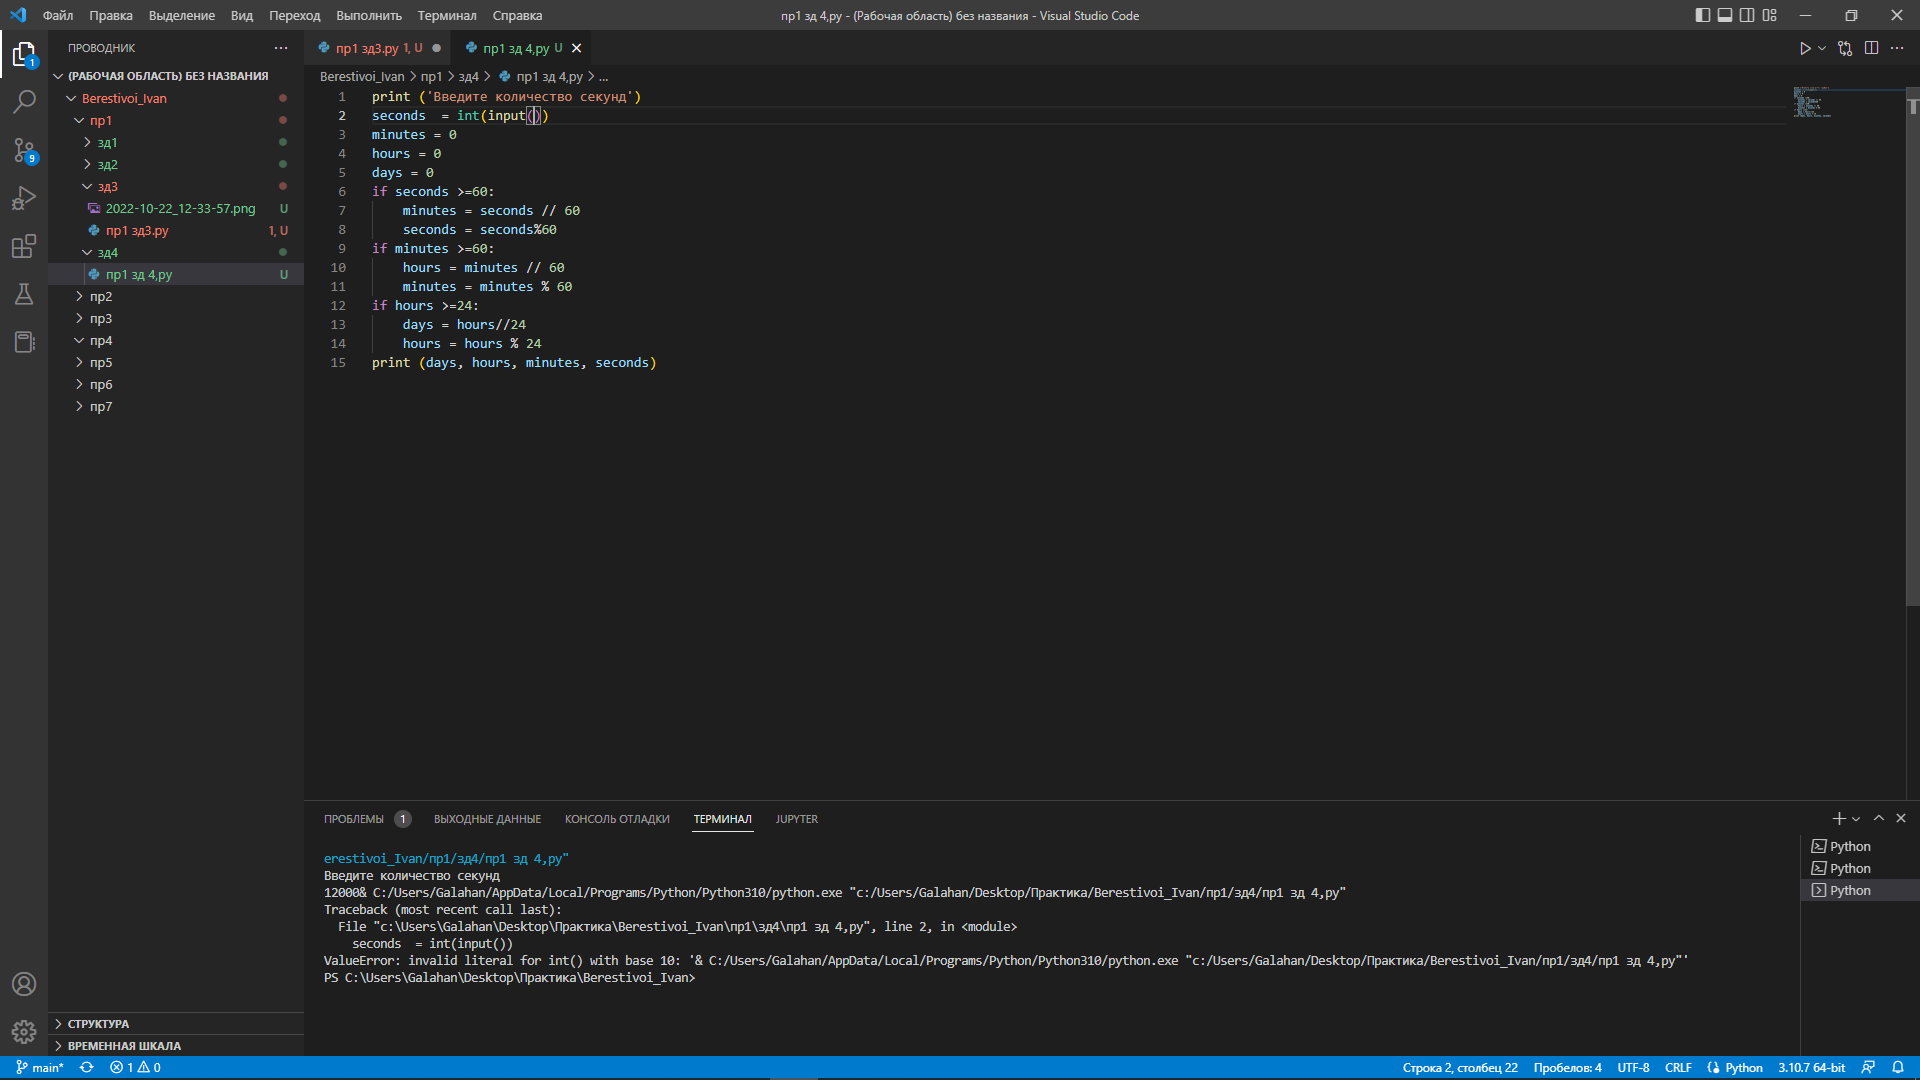 Файл Правка Выделение Вид Переход Выполнить Терминал Справка
пр1 зд 4,py - (Рабочая область) без названия - Visual Studio Code
ПРОВОДНИК
(РАБОЧАЯ ОБЛАСТЬ) БЕЗ НАЗВАНИЯ
Berestivoi_Ivan
пр1
зд1
зд2
зд3
2022-10-22_12-33-57.png U
пр1 зд3.py 1, U
зд4
пр1 зд 4,py U
пр2
пр3
пр4
пр5
пр6
пр7
СТРУКТУРА
ВРЕМЕННАЯ ШКАЛА
1
9
пр1 зд3.py 1, U
пр1 зд 4,py U
Berestivoi_Ivan > пр1 > зд4 > пр1 зд 4,py > ...
1 print ('Введите количество секунд')
2 seconds  = int(input())
3 minutes = 0
4 hours = 0
5 days = 0
6 if seconds >=60:
7     minutes = seconds // 60
8     seconds = seconds%60
9 if minutes >=60:
10     hours = minutes // 60
11     minutes = minutes % 60
12 if hours >=24:
13     days = hours//24
14     hours = hours % 24
15 print (days, hours, minutes, seconds)
ПРОБЛЕМЫ 1 ВЫХОДНЫЕ ДАННЫЕ КОНСОЛЬ ОТЛАДКИ ТЕРМИНАЛ JUPYTER
erestivoi_Ivan/пр1/зд4/пр1 зд 4,py"
Введите количество секунд
12000& C:/Users/Galahan/AppData/Local/Programs/Python/Python310/python.exe "c:/Users/Galahan/Desktop/Практика/Berestivoi_Ivan/пр1/зд4/пр1 зд 4,py"
Traceback (most recent call last):
  File "c:\Users\Galahan\Desktop\Практика\Berestivoi_Ivan\пр1\зд4\пр1 зд 4,py", line 2, in <module>
    seconds  = int(input())
ValueError: invalid literal for int() with base 10: '& C:/Users/Galahan/AppData/Local/Programs/Python/Python310/python.exe "c:/Users/Galahan/Desktop/Практика/Berestivoi_Ivan/пр1/зд4/пр1 зд 4,py"'
PS C:\Users\Galahan\Desktop\Практика\Berestivoi_Ivan>
Python
Python
Python
main* 1 0
Строка 2, столбец 22 Пробелов: 4 UTF-8 CRLF Python 3.10.7 64-bit